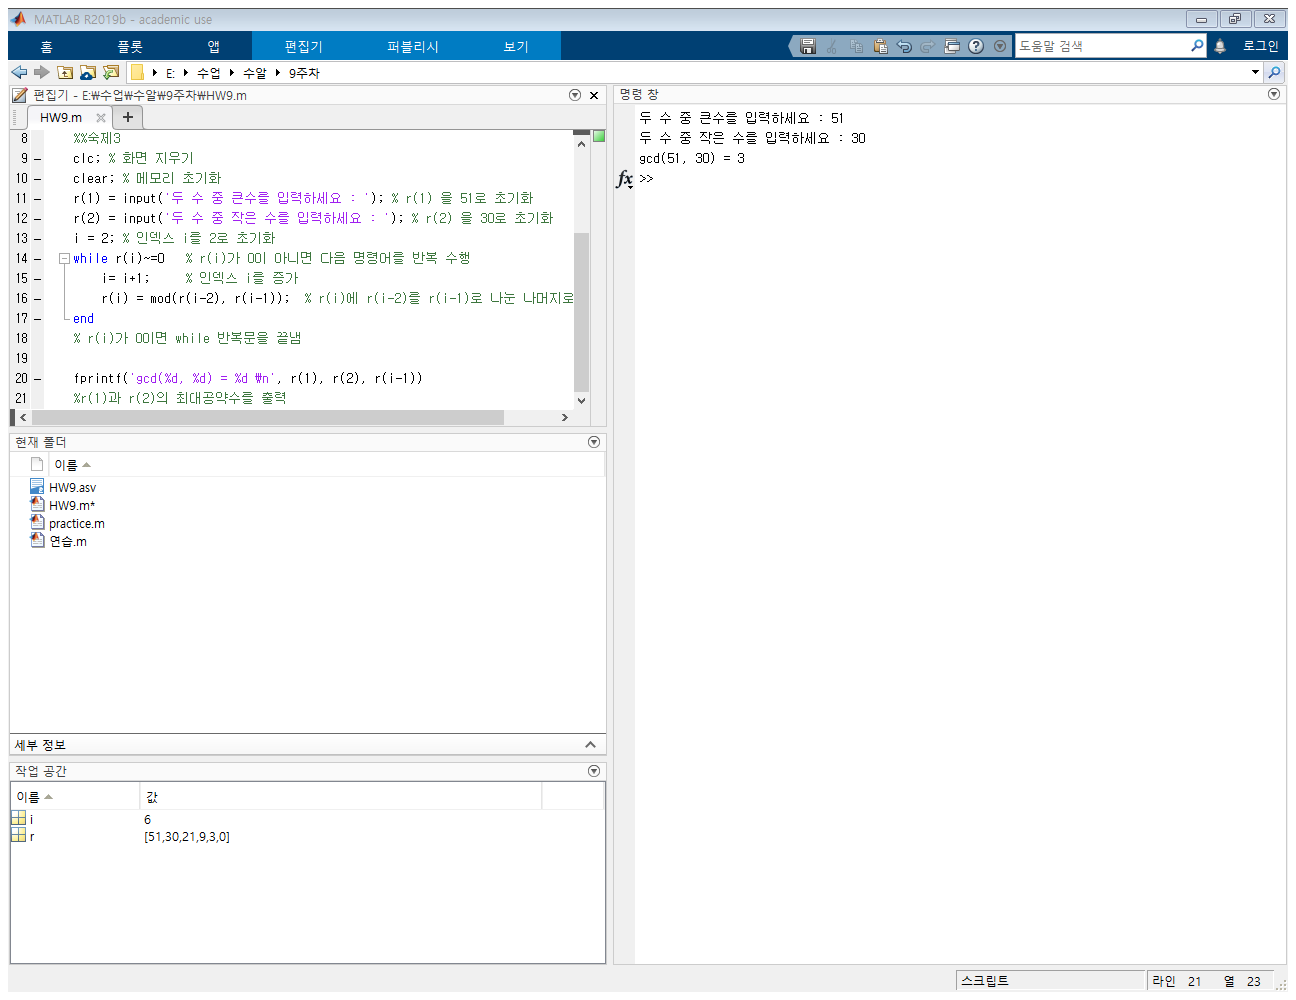 MATLAB R2019b - academic use
홈 플롯 앱 편집기 퍼블리시 보기 도움말 검색 로그인
E: 수업 수알 9주차
편집기 - E:₩수업₩수알₩9주차₩HW9.m
HW9.m
8 %%숙제3
9 clc; % 화면 지우기
10 clear; % 메모리 초기화
11 r(1) = input('두 수 중 큰수를 입력하세요 : '); % r(1) 을 51로 초기화
12 r(2) = input('두 수 중 작은 수를 입력하세요 : '); % r(2) 을 30로 초기화
13 i = 2; % 인덱스 i를 2로 초기화
14 while r(i)~=0 % r(i)가 0이 아니면 다음 명령어를 반복 수행
15 i= i+1; % 인덱스 i를 증가
16 r(i) = mod(r(i-2), r(i-1)); % r(i)에 r(i-2)를 r(i-1)로 나눈 나머지로
17 end
18 % r(i)가 0이면 while 반복문을 끝냄
19
20 fprintf('gcd(%d, %d) = %d ₩n', r(1), r(2), r(i-1))
21 %r(1)과 r(2)의 최대공약수를 출력
현재 폴더
이름
HW9.asv
HW9.m*
practice.m
연습.m
세부 정보
작업 공간
이름 값
i 6
r [51,30,21,9,3,0]
명령 창
두 수 중 큰수를 입력하세요 : 51
두 수 중 작은 수를 입력하세요 : 30
gcd(51, 30) = 3
fx >>
스크립트 라인 21 열 23